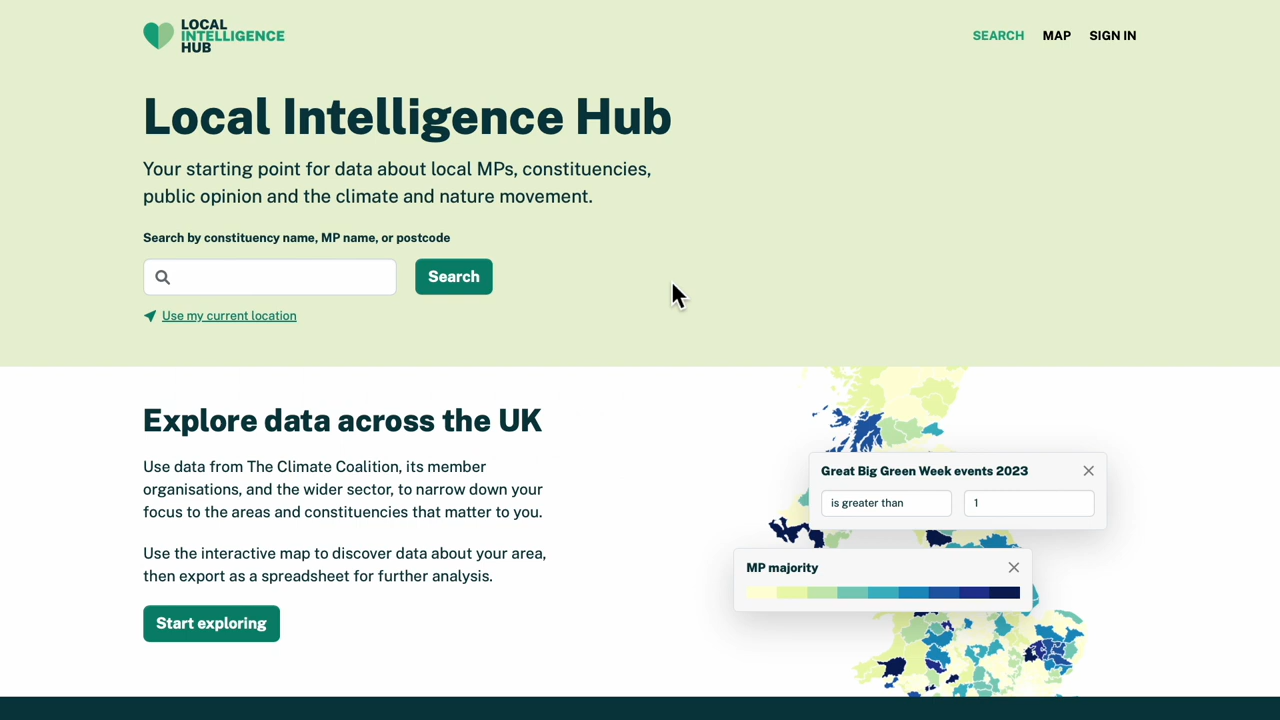 LOCAL
INTELLIGENCE
HUB
SEARCH
MAP
SIGN IN
Local Intelligence Hub
Your starting point for data about local MPs, constituencies,
public opinion and the climate and nature movement.
Search by constituency name, MP name, or postcode
Search
Use my current location
Explore data across the UK
Use data from The Climate Coalition, its member
organisations, and the wider sector, to narrow down your
focus to the areas and constituencies that matter to you.
Use the interactive map to discover data about your area,
then export as a spreadsheet for further analysis.
Start exploring
Great Big Green Week events 2023
is greater than
1
MP majority